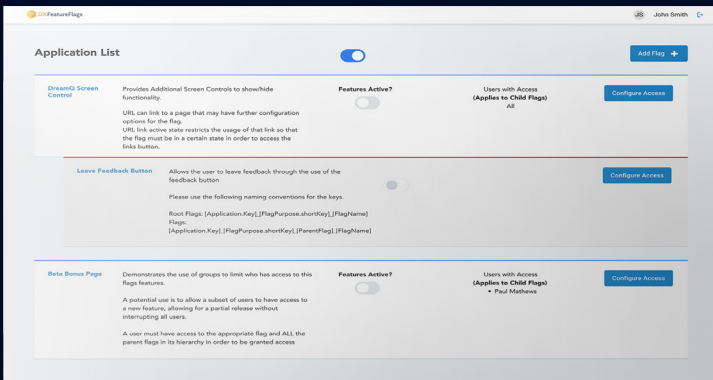 DXFeatureFlags
JS John Smith
Application List
Add Flag +
DreamQ Screen
Control
Provides Additional Screen Controls to show/hide
functionality.
URL can link to a page that may have further configuration
options for the flag.
URL link active state restricts the usage of that link so that
the flag must be in a certain state in order to access the
links button.
Features Active?
Users with Access
(Applies to Child Flags)
All
Configure Access
Leave Feedback Button
Allows the user to leave feedback through the use of the
feedback button
Please use the following naming conventions for the keys.
Root Flags: [Application.Key]_[FlagPurpose.shortKey]_[FlagName]
Flags:
[Application.Key]_[FlagPurpose.shortKey]_[ParentFlag]_[FlagName]
Configure Access
Beta Bonus Page
Demonstrates the use of groups to limit who has access to this
flags features.
A potential use is to allow a subset of users to have access to
a new feature, allowing for a partial release without
interrupting all users.
A user must have access to the appropriate flag and ALL the
parent flags in its hierarchy in order to be granted access
Features Active?
Users with Access
(Applies to Child Flags)
• Paul Mathews
Configure Access